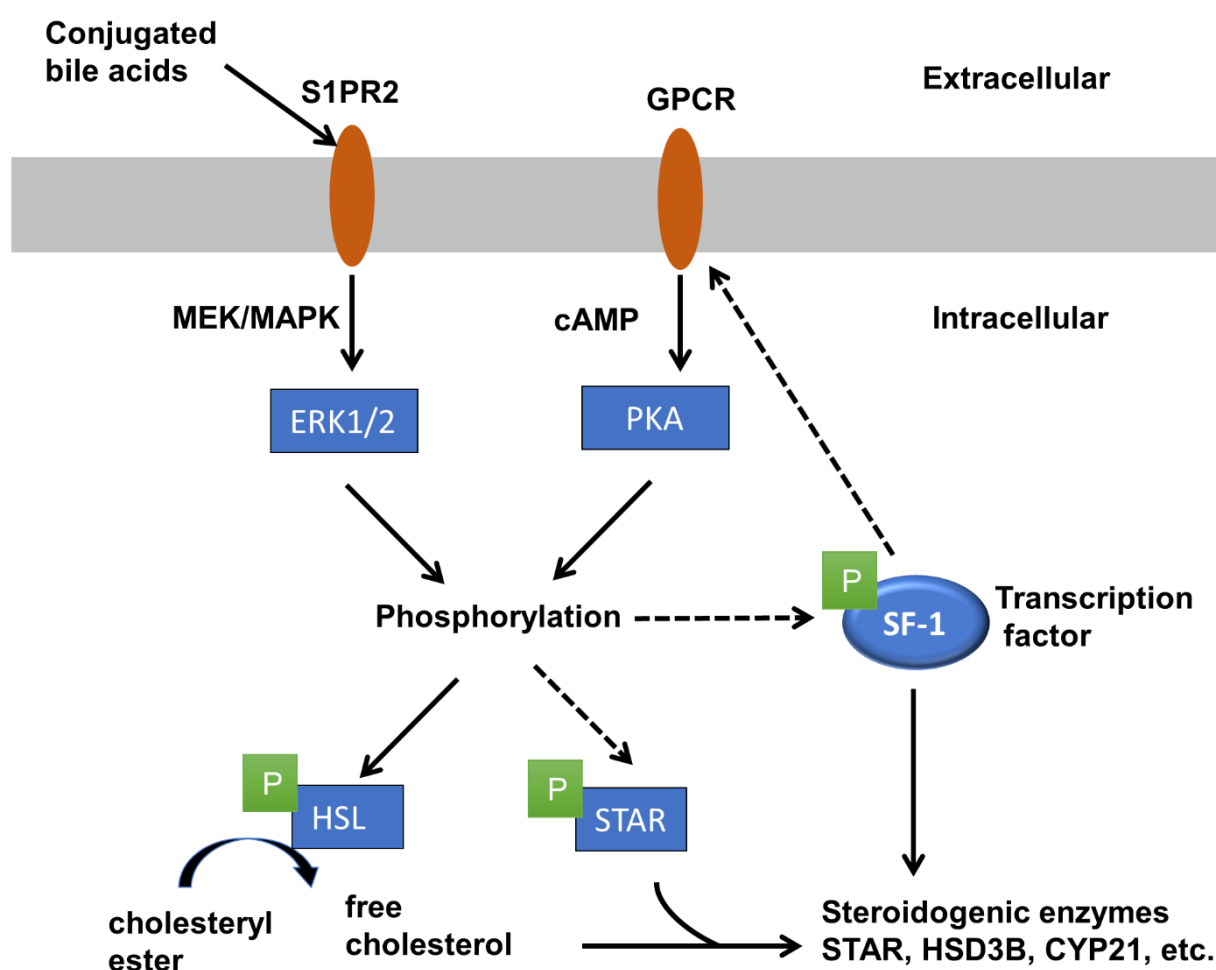 Conjugated
bile acids
S1PR2
GPCR
Extracellular
MEK/MAPK
cAMP
Intracellular
ERK1/2
PKA
Phosphorylation
P
SF-1
Transcription
factor
P
HSL
P
STAR
cholesteryl
ester
free
cholesterol
Steroidogenic enzymes
STAR, HSD3B, CYP21, etc.